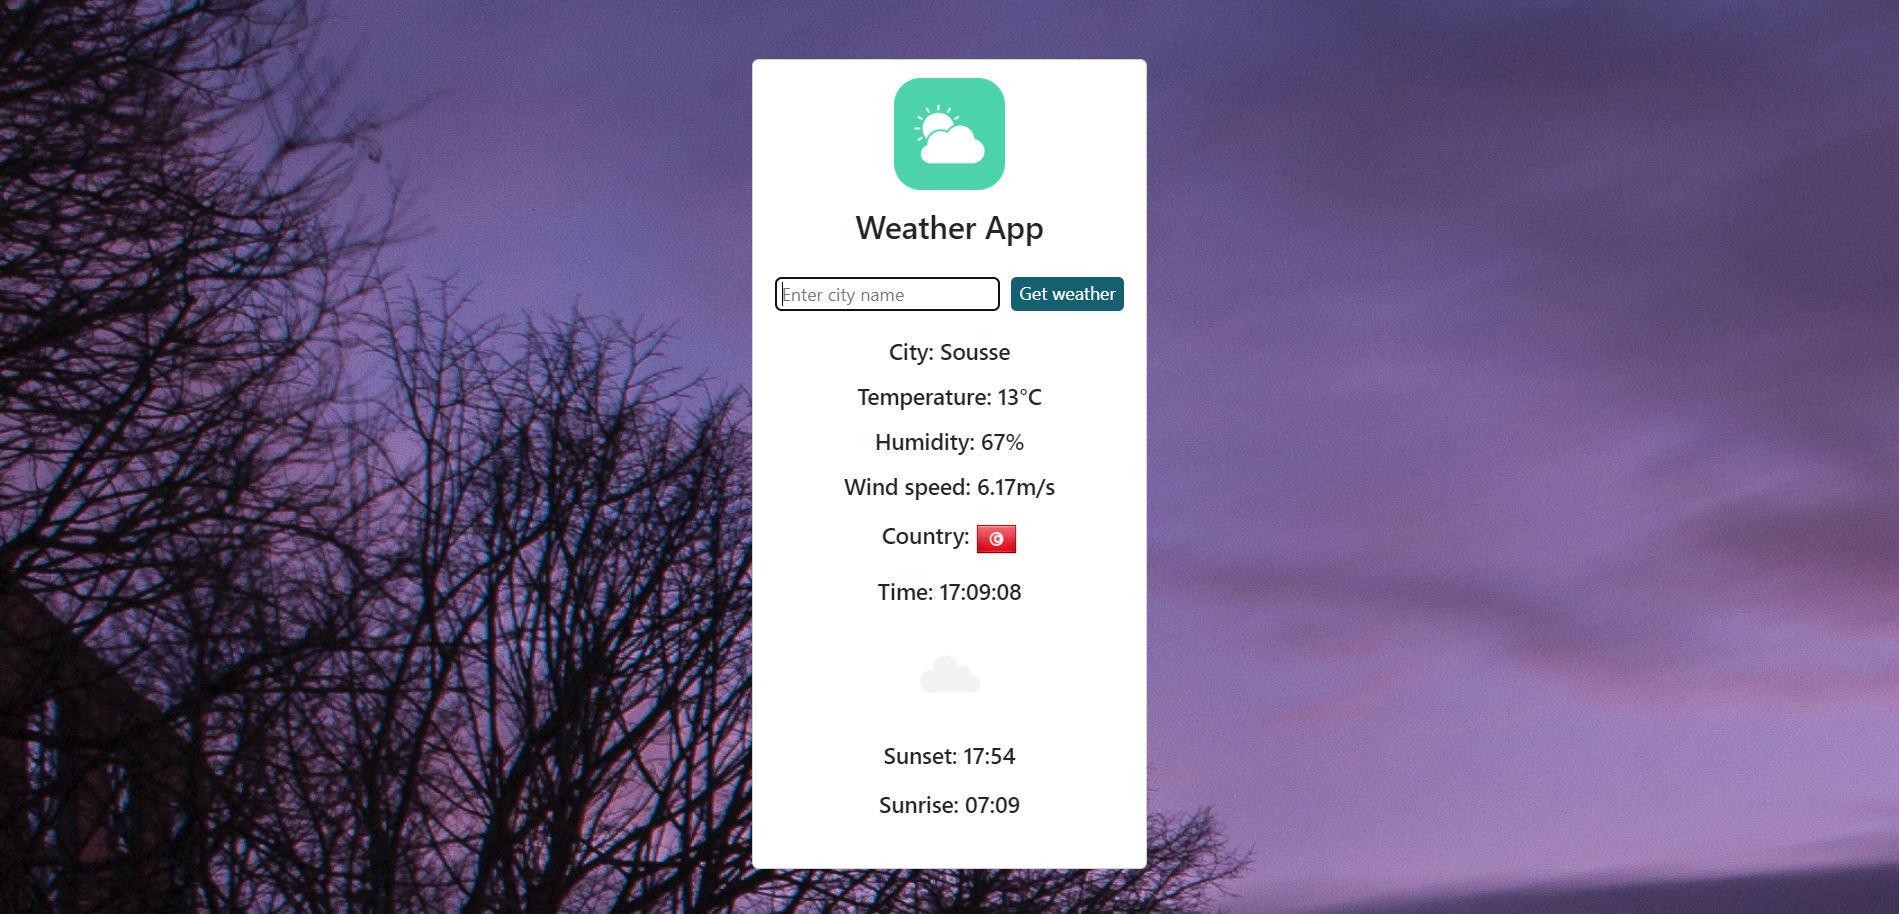 Weather App
Enter city name
Get weather
City: Sousse
Temperature: 13°C
Humidity: 67%
Wind speed: 6.17m/s
Country:
Time: 17:09:08
Sunset: 17:54
Sunrise: 07:09